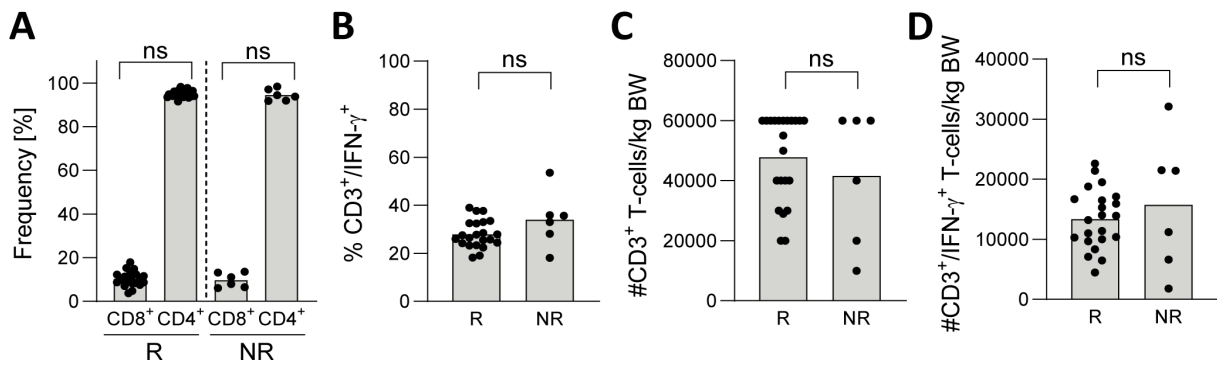 A
ns
ns
Frequency [%]
100
80
60
40
20
0
CD8⁺ CD4⁺ CD8⁺ CD4⁺
R NR
B
ns
% CD3⁺/IFN-γ⁺
100
80
60
40
20
0
R NR
C
ns
#CD3⁺ T-cells/kg BW
80000
60000
40000
20000
0
R NR
D
ns
#CD3⁺/IFN-γ⁺ T-cells/kg BW
40000
30000
20000
10000
0
R NR